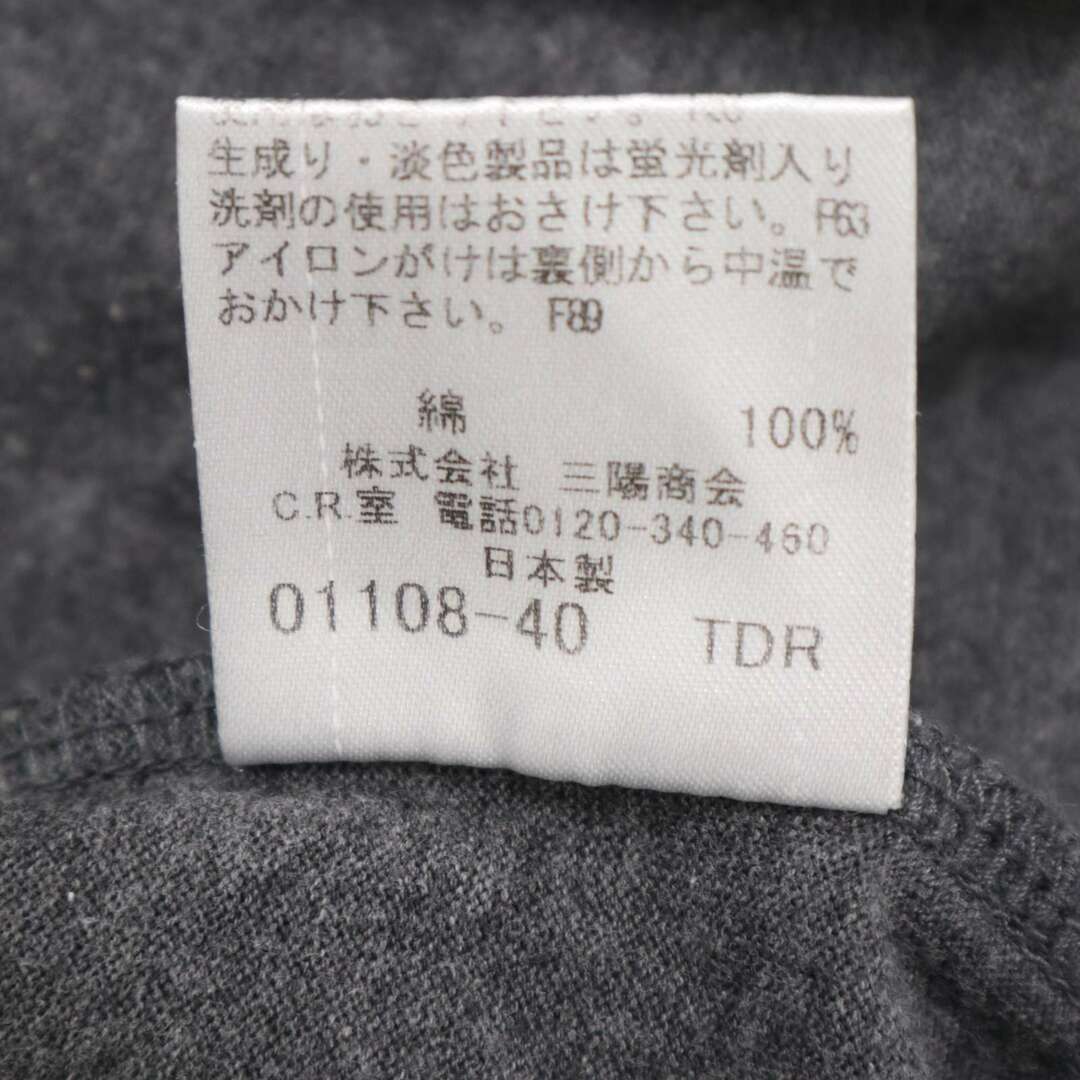 生成り・淡色製品は蛍光剤入り
洗剤の使用はおさけ下さい。F63
アイロンがけは裏側から中温で
おかけ下さい。 F89
綿 100%
株式会社 三陽商会
C.R.室 電話0120-340-460
日本製
01108-40 TDR